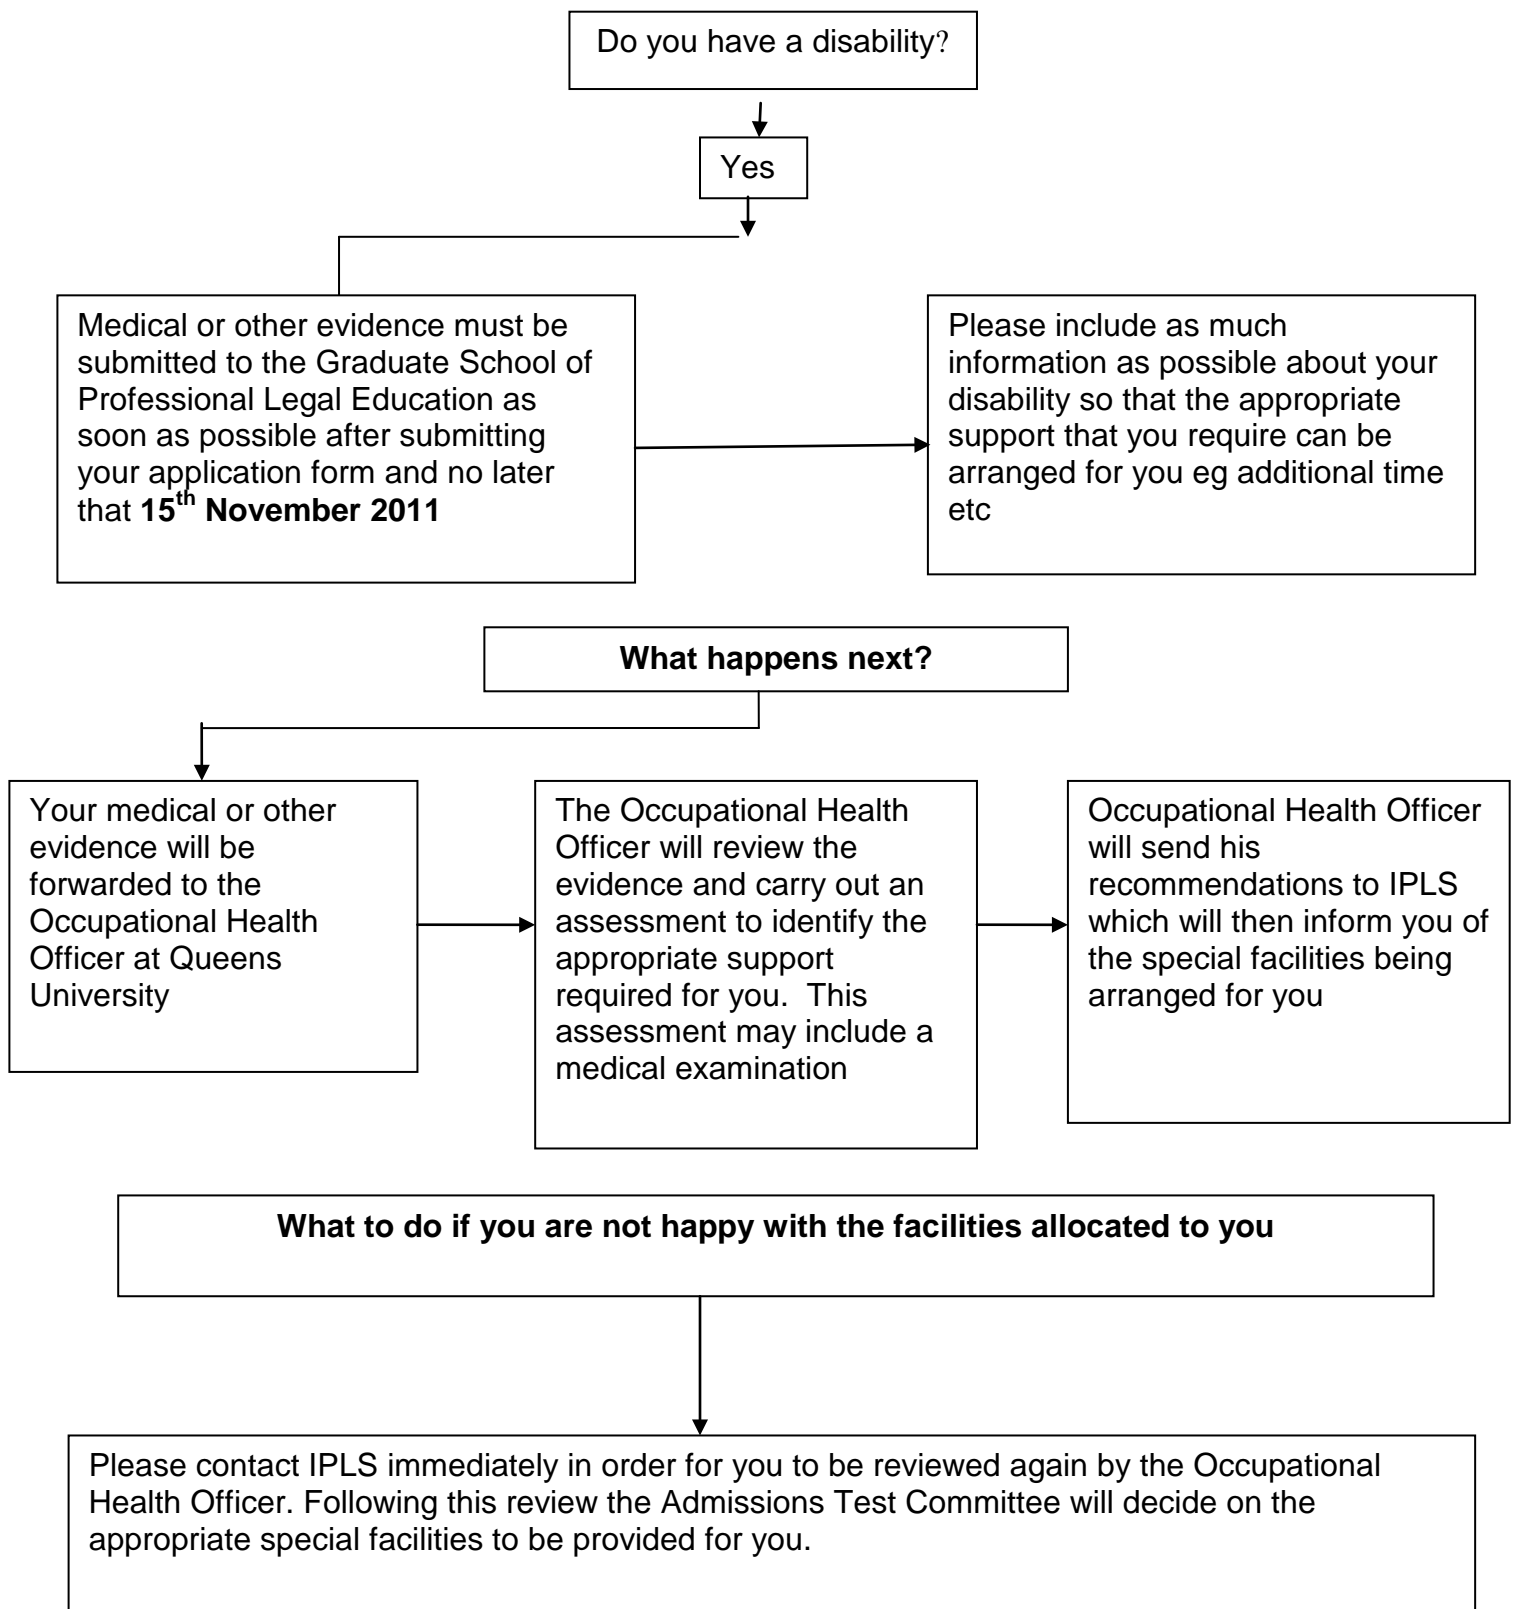 Do you have a disability?
Yes
Medical or other evidence must be
submitted to the Graduate School of
Professional Legal Education as
soon as possible after submitting
your application form and no later
that 15th November 2011
Please include as much
information as possible about your
disability so that the appropriate
support that you require can be
arranged for you eg additional time
etc
What happens next?
Your medical or other
evidence will be
forwarded to the
Occupational Health
Officer at Queens
University
The Occupational Health
Officer will review the
evidence and carry out an
assessment to identify the
appropriate support
required for you.  This
assessment may include a
medical examination
Occupational Health Officer
will send his
recommendations to IPLS
which will then inform you of
the special facilities being
arranged for you
What to do if you are not happy with the facilities allocated to you
Please contact IPLS immediately in order for you to be reviewed again by the Occupational
Health Officer. Following this review the Admissions Test Committee will decide on the
appropriate special facilities to be provided for you.